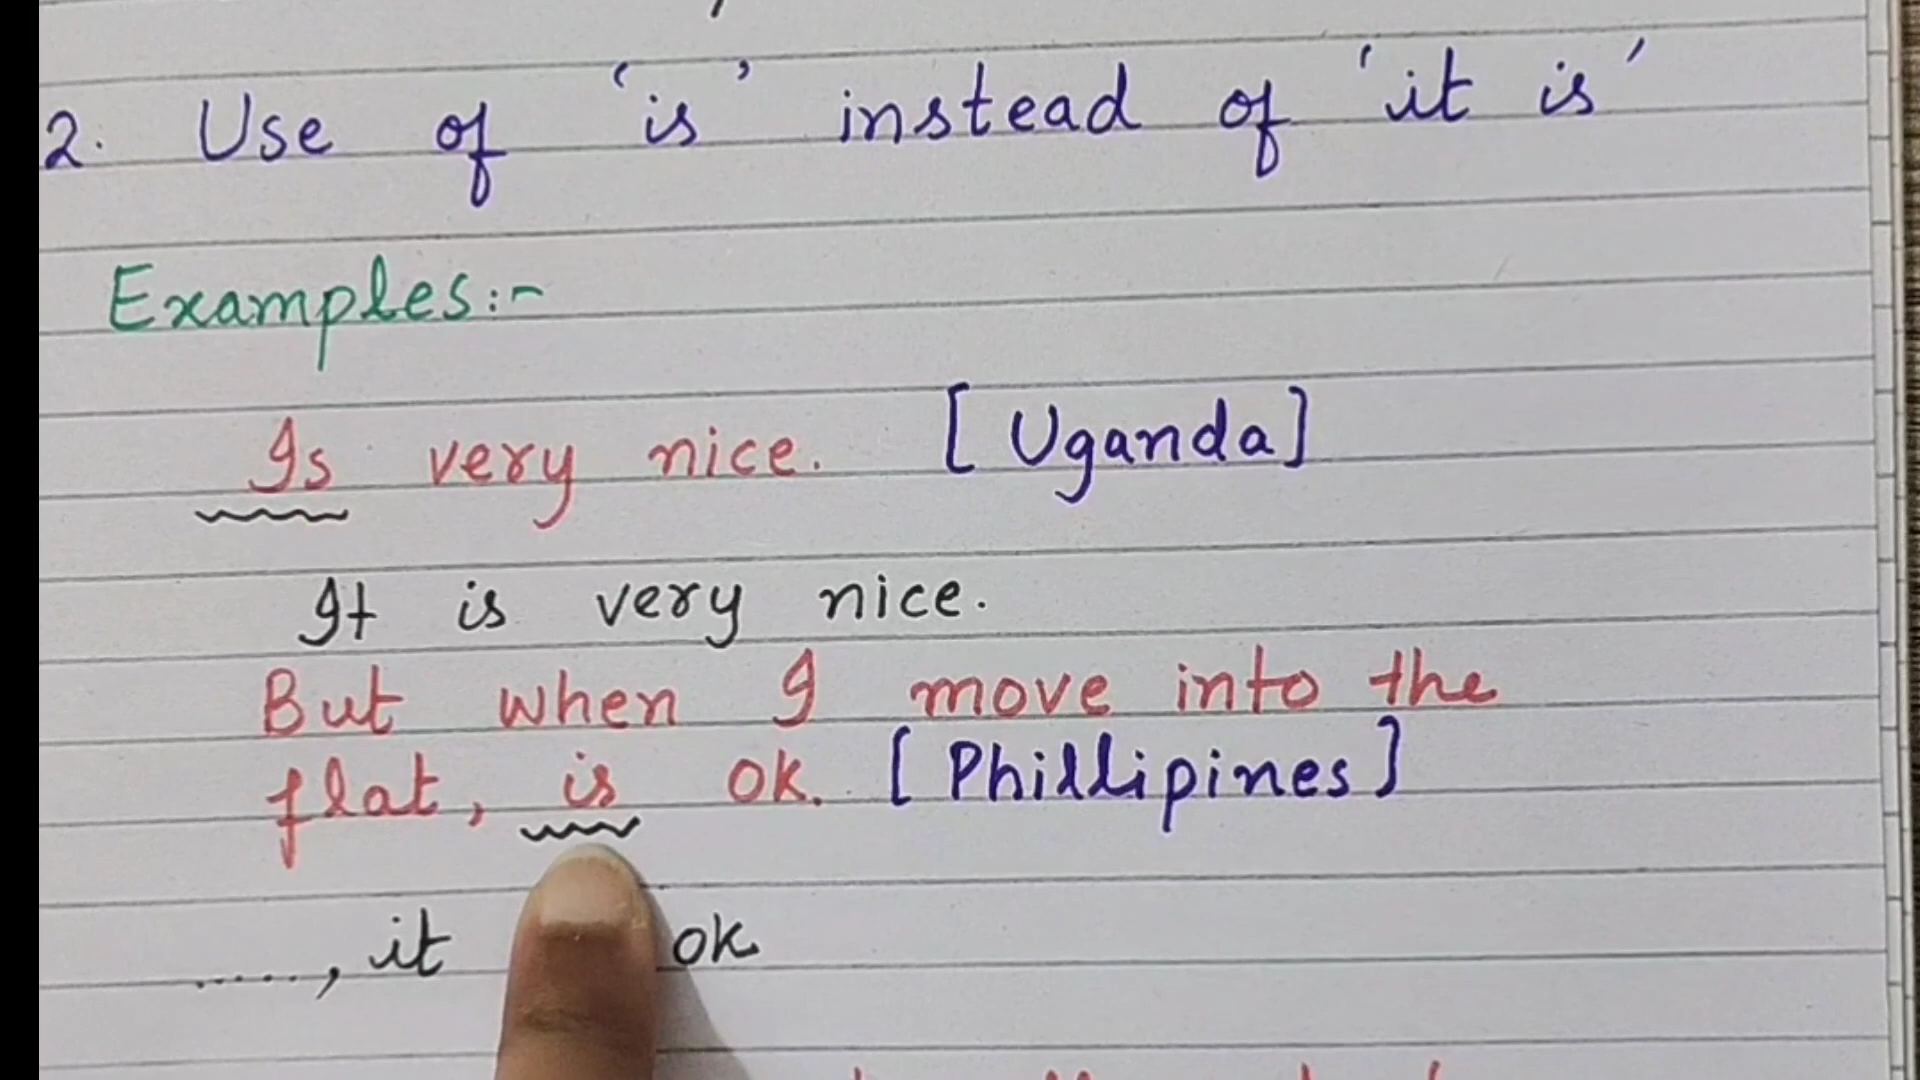 2. Use of 'is' instead of 'it is'
Examples:-
Is very nice. [Uganda]
It is very nice.
But when I move into the
flat, is ok. [Phillipines]
....., it ok